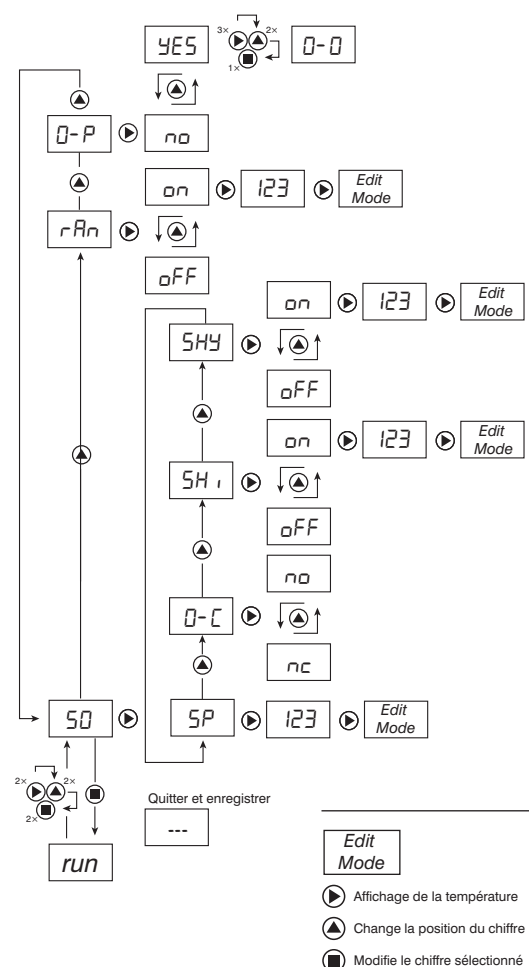 YES
3×
2×
1×
0-0
0-P
no
on
123
Edit
Mode
rAn
oFF
on
123
Edit
Mode
SHY
oFF
on
123
Edit
Mode
SHi
oFF
no
0-C
nc
SO
SP
123
Edit
Mode
2×
2×
2×
Quitter et enregistrer
---
run
Edit
Mode
Affichage de la température
Change la position du chiffre
Modifie le chiffre sélectionné